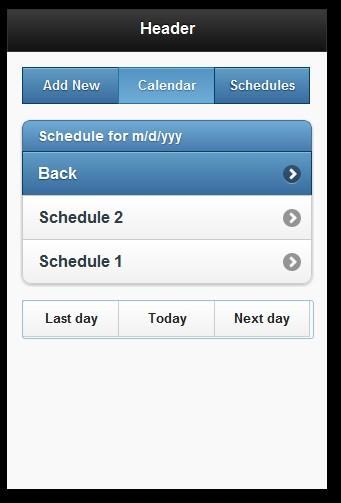 Header
Add New Calendar Schedules
Schedule for m/d/yyy
Back
Schedule 2
Schedule 1
Last day Today Next day